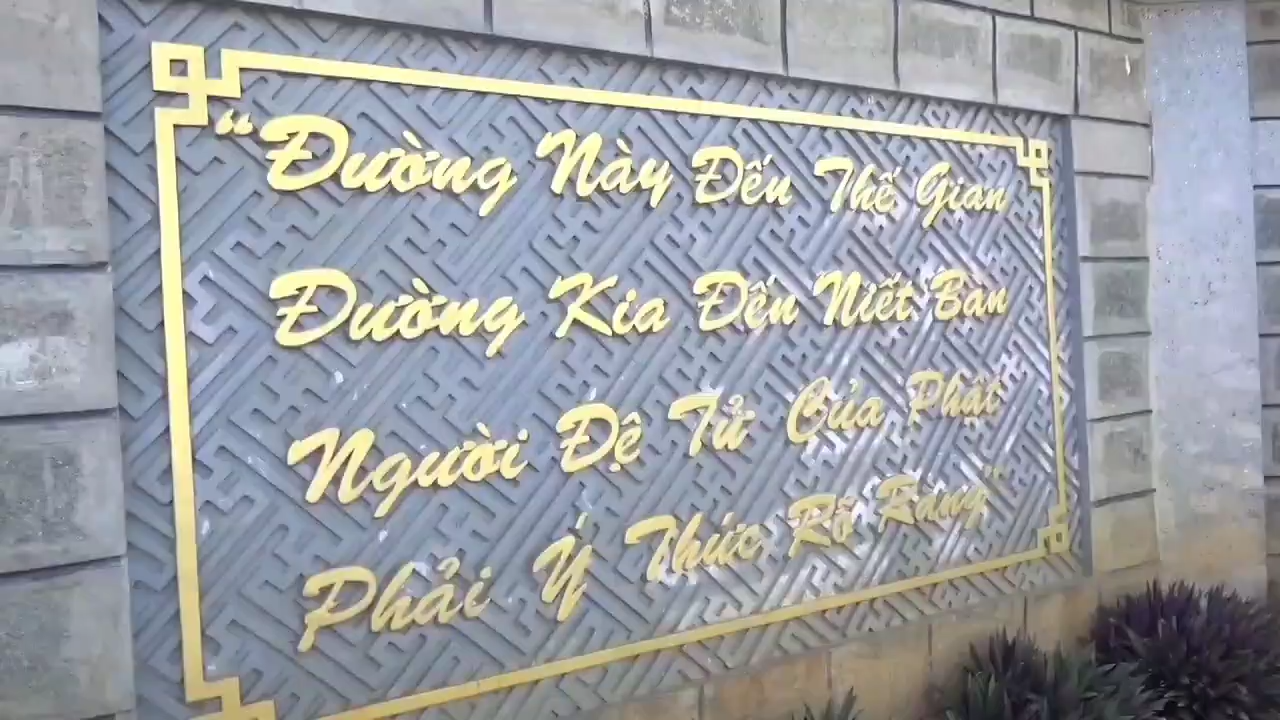 “Đường Này Đến Thế Gian
Đường Kia Đến Niết Bàn
Người Đệ Tử Của Phật
Phải Ý Thức Rõ Ràng”